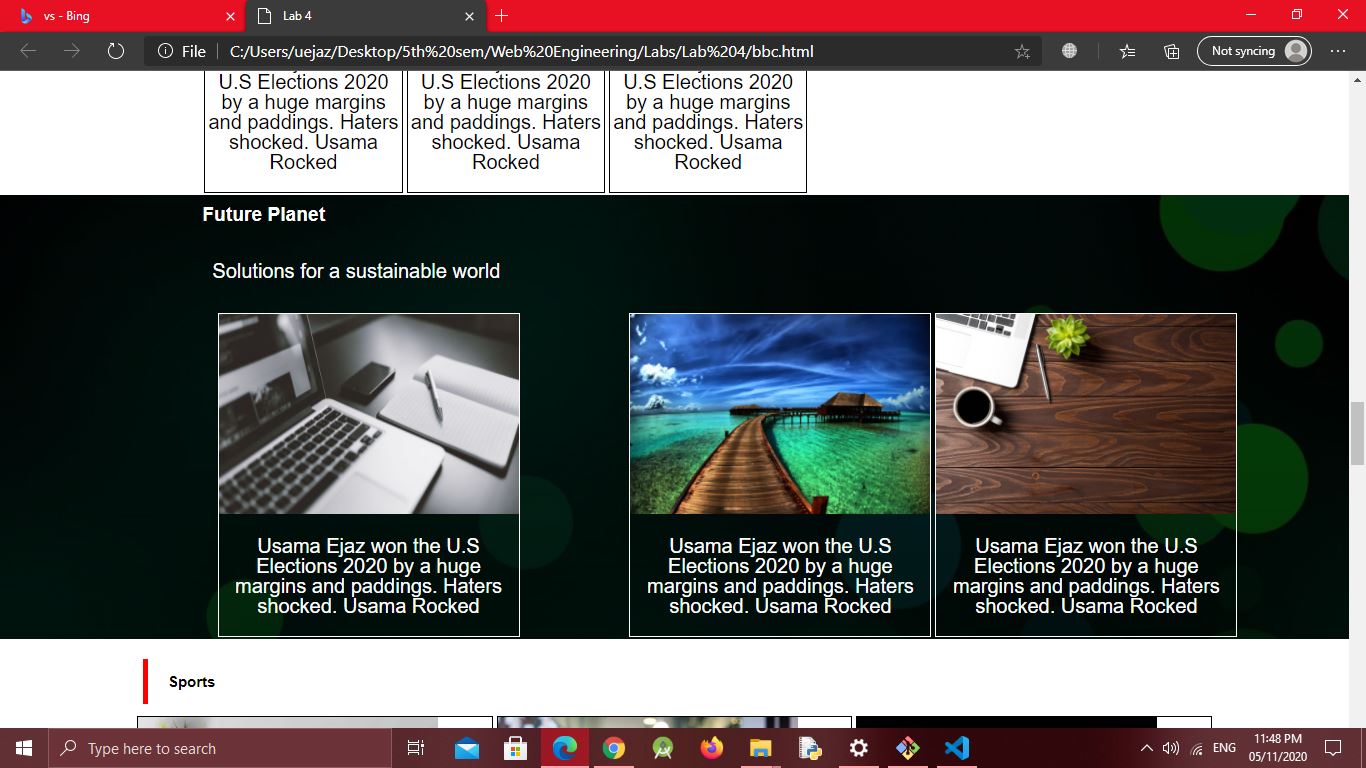 vs - Bing
Lab 4
File
C:/Users/uejaz/Desktop/5th%20sem/Web%20Engineering/Labs/Lab%204/bbc.html
Not syncing
U.S Elections 2020
by a huge margins
and paddings. Haters
shocked. Usama
Rocked
U.S Elections 2020
by a huge margins
and paddings. Haters
shocked. Usama
Rocked
U.S Elections 2020
by a huge margins
and paddings. Haters
shocked. Usama
Rocked
Future Planet
Solutions for a sustainable world
Usama Ejaz won the U.S
Elections 2020 by a huge
margins and paddings. Haters
shocked. Usama Rocked
Usama Ejaz won the U.S
Elections 2020 by a huge
margins and paddings. Haters
shocked. Usama Rocked
Usama Ejaz won the U.S
Elections 2020 by a huge
margins and paddings. Haters
shocked. Usama Rocked
Sports
Type here to search
ENG
11:48 PM
05/11/2020